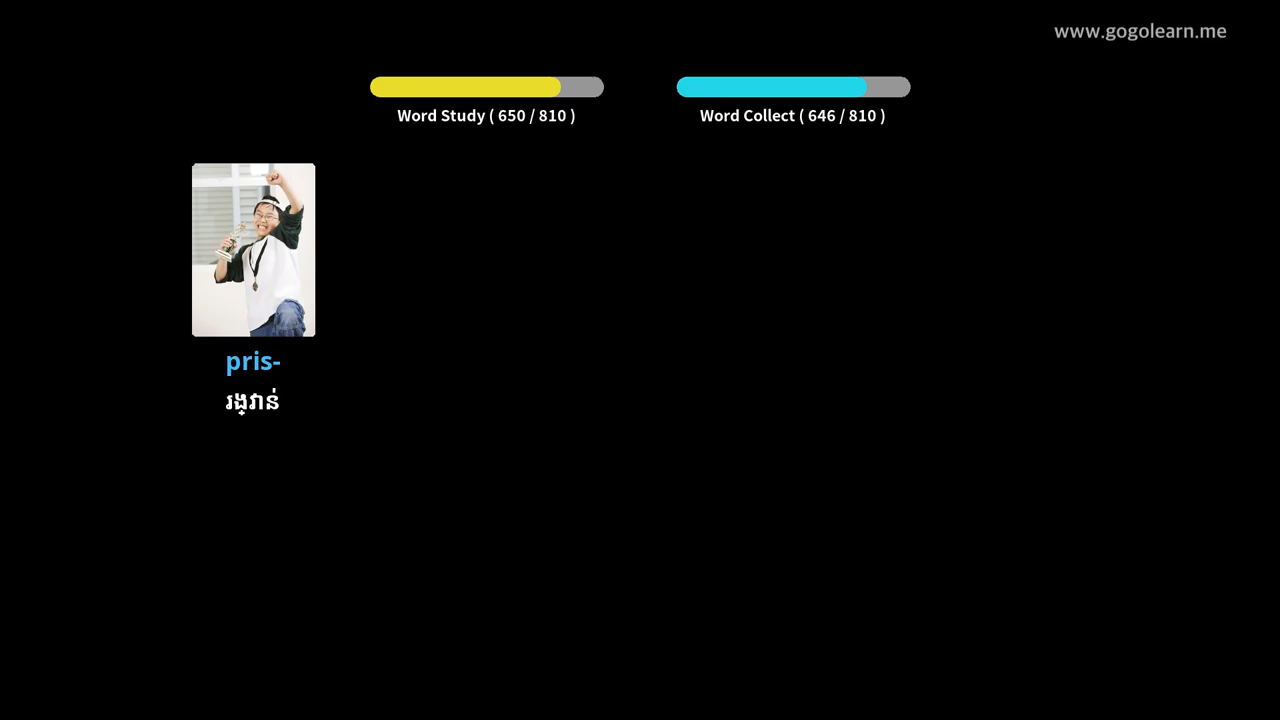 www.gogolearn.me
Word Study ( 650 / 810 )
Word Collect ( 646 / 810 )
pris-
រង្វាន់